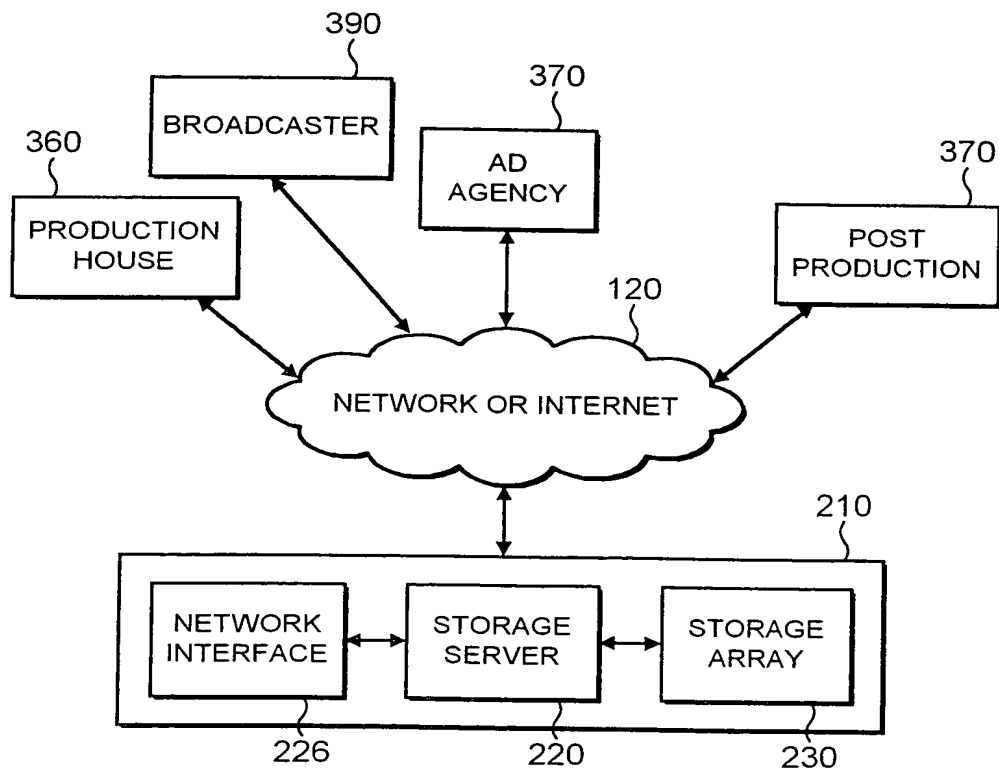 390
BROADCASTER
370
AD
AGENCY
360
PRODUCTION
HOUSE
370
POST
PRODUCTION
120
NETWORK OR INTERNET
210
NETWORK
INTERFACE
STORAGE
SERVER
STORAGE
ARRAY
226
220
230